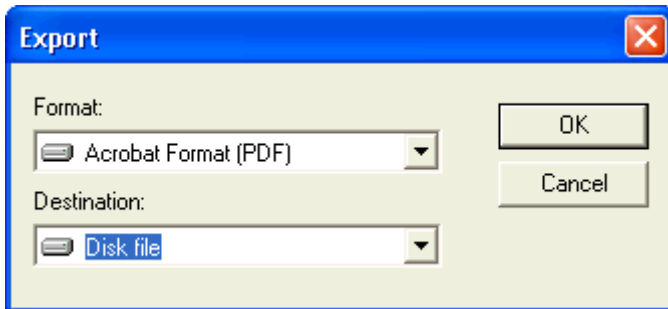 Export
Format:
Acrobat Format (PDF)
OK
Cancel
Destination:
Disk file